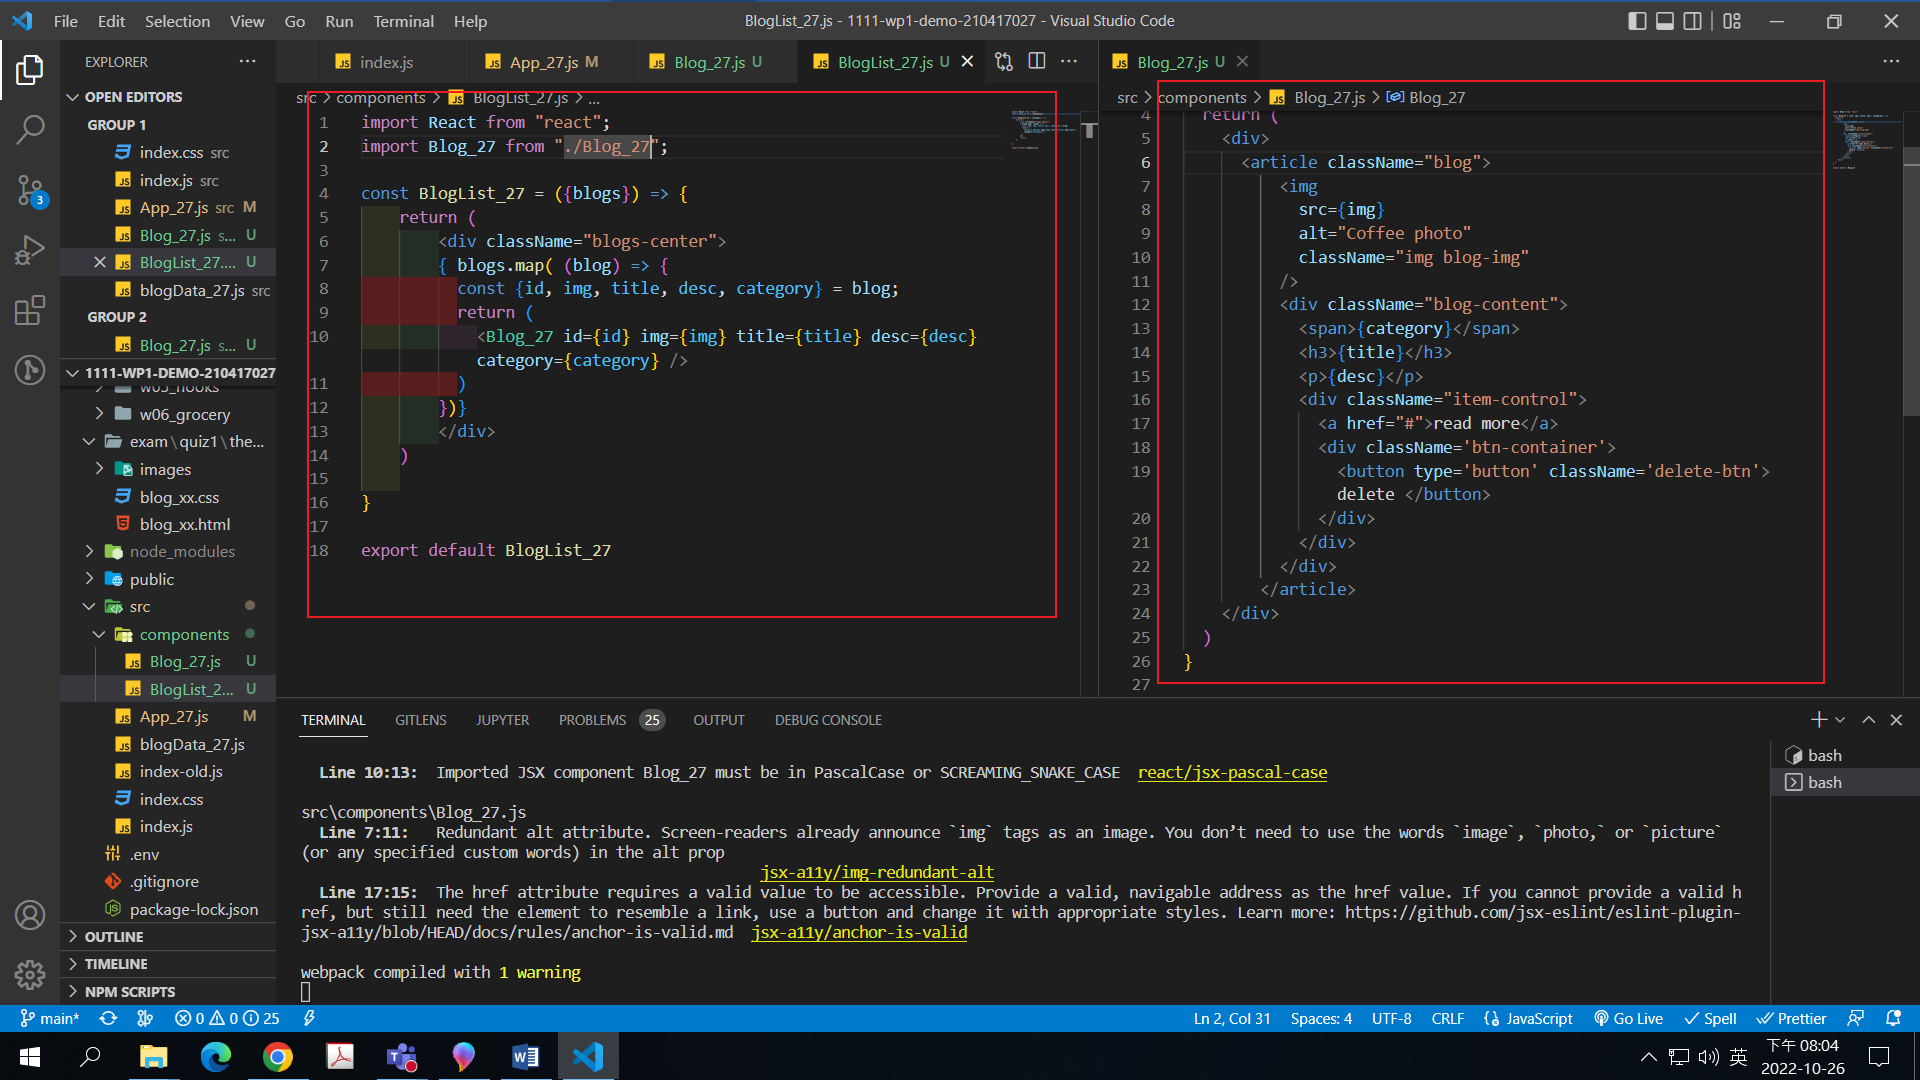 File Edit Selection View Go Run Terminal Help
BlogList_27.js - 1111-wp1-demo-210417027 - Visual Studio Code
EXPLORER
OPEN EDITORS
GROUP 1
index.css src
index.js src
App_27.js src M
Blog_27.js s... U
BlogList_27.... U
blogData_27.js src
GROUP 2
Blog_27.js s... U
1111-WP1-DEMO-210417027
w05_hooks
w06_grocery
exam\quiz1\the...
images
blog_xx.css
blog_xx.html
node_modules
public
src
components
Blog_27.js U
BlogList_2... U
App_27.js M
blogData_27.js
index-old.js
index.css
index.js
.env
.gitignore
package-lock.json
OUTLINE
TIMELINE
NPM SCRIPTS
3
index.js
App_27.js M
Blog_27.js U
BlogList_27.js U
src > components > BlogList_27.js > ...
1 import React from "react";
2 import Blog_27 from "./Blog_27";
3
4 const BlogList_27 = ({blogs}) => {
5 return (
6 <div className="blogs-center">
7 { blogs.map( (blog) => {
8 const {id, img, title, desc, category} = blog;
9 return (
10 <Blog_27 id={id} img={img} title={title} desc={desc}
category={category} />
11 )
12 })}
13 </div>
14 )
15
16 }
17
18 export default BlogList_27
Blog_27.js U
src > components > Blog_27.js > Blog_27
4 return (
5 <div>
6 <article className="blog">
7 <img
8 src={img}
9 alt="Coffee photo"
10 className="img blog-img"
11 />
12 <div className="blog-content">
13 <span>{category}</span>
14 <h3>{title}</h3>
15 <p>{desc}</p>
16 <div className="item-control">
17 <a href="#">read more</a>
18 <div className='btn-container'>
19 <button type='button' className='delete-btn'>
delete </button>
20 </div>
21 </div>
22 </div>
23 </article>
24 </div>
25 )
26 }
27
TERMINAL GITLENS JUPYTER PROBLEMS 25 OUTPUT DEBUG CONSOLE
bash
bash
Line 10:13: Imported JSX component Blog_27 must be in PascalCase or SCREAMING_SNAKE_CASE react/jsx-pascal-case
src\components\Blog_27.js
Line 7:11: Redundant alt attribute. Screen-readers already announce `img` tags as an image. You don’t need to use the words `image`, `photo,` or `picture`
(or any specified custom words) in the alt prop
jsx-a11y/img-redundant-alt
Line 17:15: The href attribute requires a valid value to be accessible. Provide a valid, navigable address as the href value. If you cannot provide a valid h
ref, but still need the element to resemble a link, use a button and change it with appropriate styles. Learn more: https://github.com/jsx-eslint/eslint-plugin-
jsx-a11y/blob/HEAD/docs/rules/anchor-is-valid.md jsx-a11y/anchor-is-valid
webpack compiled with 1 warning
main* 0 0 25
Ln 2, Col 31 Spaces: 4 UTF-8 CRLF JavaScript Go Live Spell Prettier
英
下午 08:04
2022-10-26